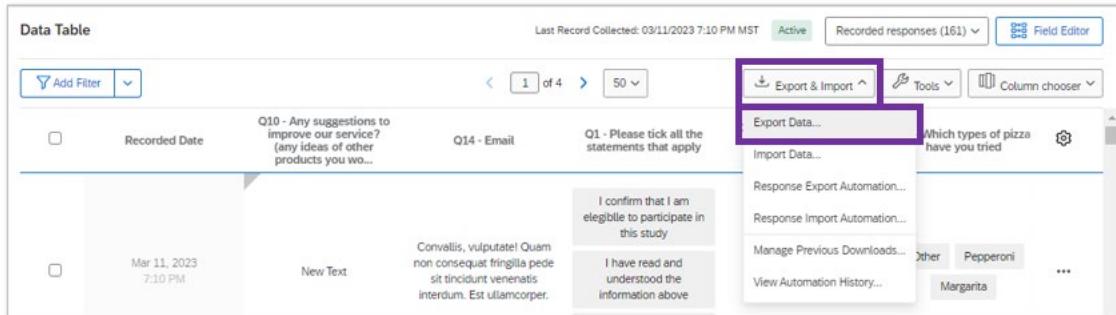 Data Table
Last Record Collected: 03/11/2023 7:10 PM MST
Active
Recorded responses (161)
Field Editor
Add Filter
1 of 4
50
Export & Import
Tools
Column chooser
Recorded Date
Q10 - Any suggestions to
improve our service?
(any ideas of other
products you wo...
Q14 - Email
Q1 - Please tick all the
statements that apply
Export Data...
Import Data...
Response Export Automation...
Response Import Automation...
Manage Previous Downloads...
View Automation History...
Which types of pizza
have you tried
Mar 11, 2023
7:10 PM
New Text
Convallis, vulputate! Quam
non consequat fringilla pede
sit tincidunt venenatis
interdum. Est ullamcorper.
I confirm that I am
elegiblle to participate in
this study
I have read and
understood the
information above
Other
Pepperoni
Margarita
...